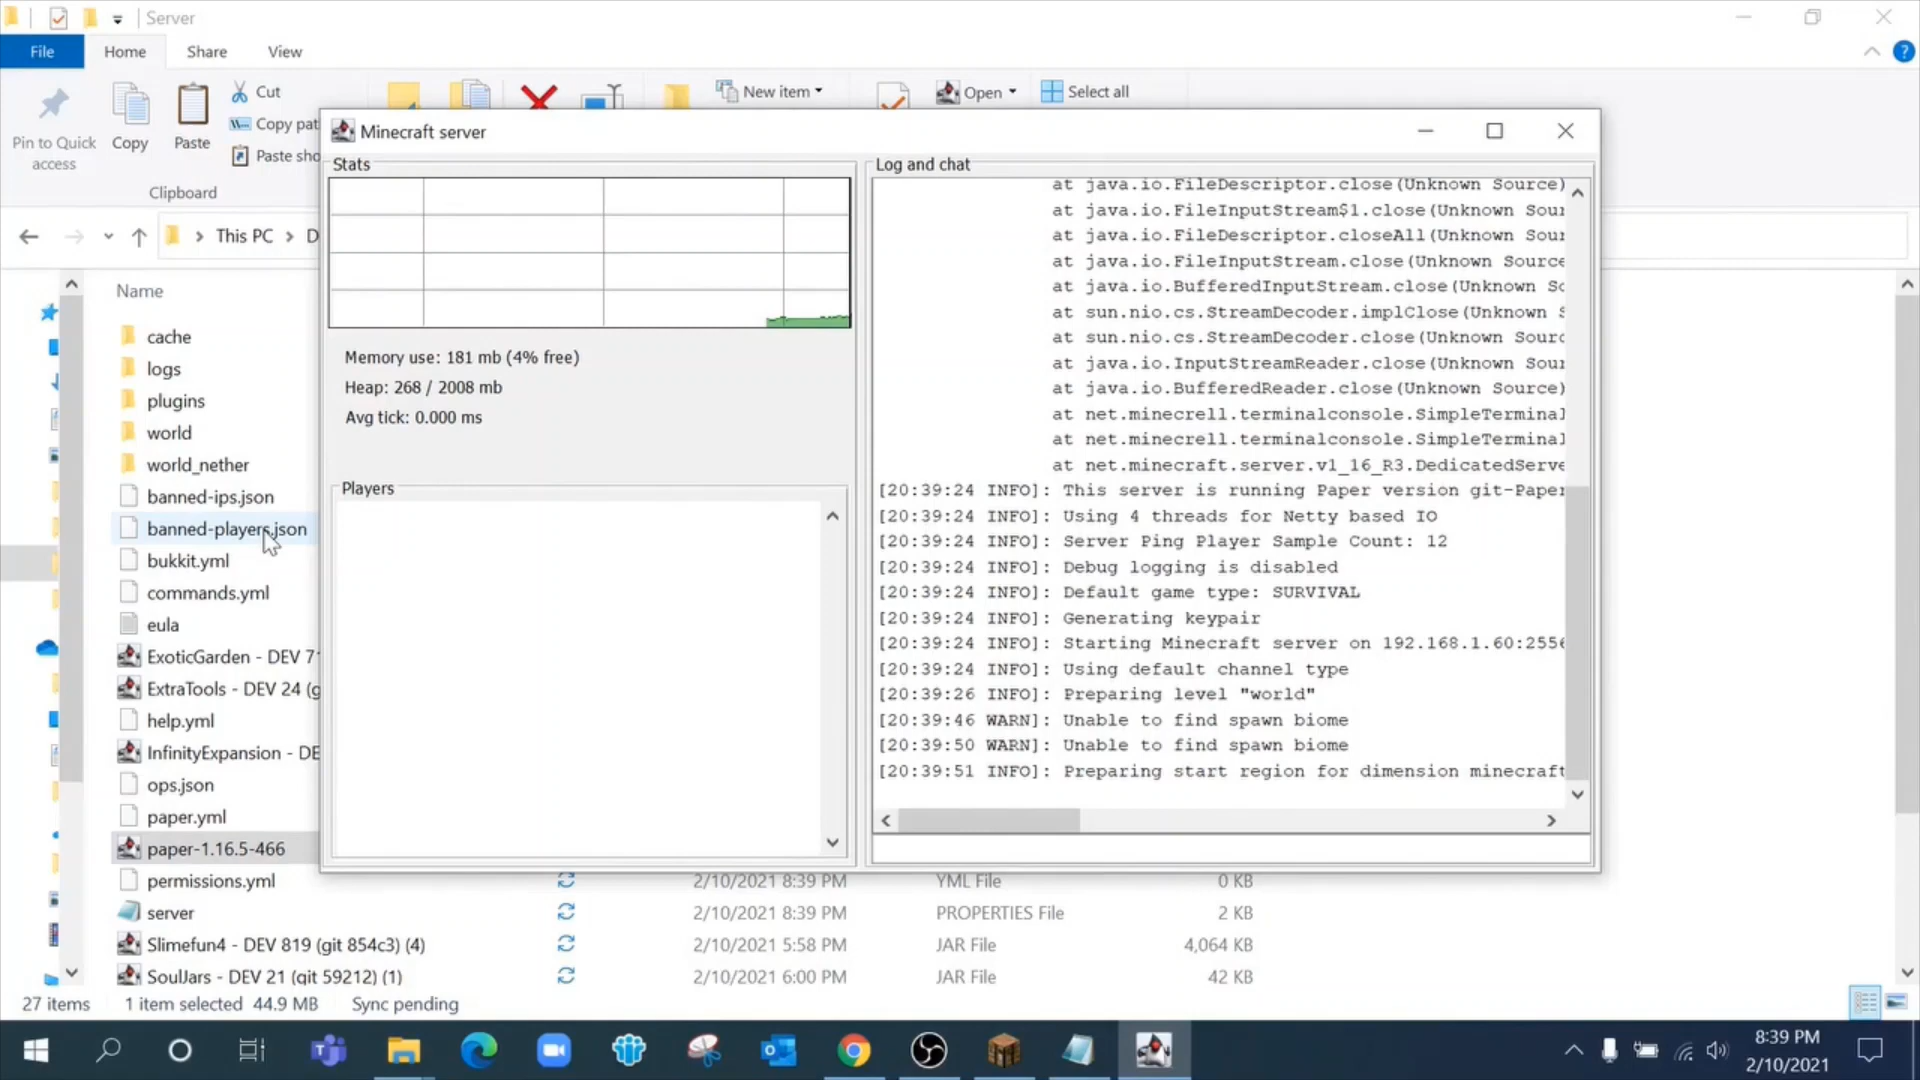 Server
File
Home
Share
View
Pin to Quick access
Copy
Paste
Cut
Copy pat
Paste sho
New item
Open
Select all
Clipboard
This PC
D
Name
cache
logs
plugins
world
world_nether
banned-ips.json
banned-players.json
bukkit.yml
commands.yml
eula
ExoticGarden - DEV 71
ExtraTools - DEV 24 (g
help.yml
InfinityExpansion - DE
ops.json
paper.yml
paper-1.16.5-466
permissions.yml
2/10/2021 8:39 PM
YML File
0 KB
server
2/10/2021 8:39 PM
PROPERTIES File
2 KB
Slimefun4 - DEV 819 (git 854c3) (4)
2/10/2021 5:58 PM
JAR File
4,064 KB
SoulJars - DEV 21 (git 59212) (1)
2/10/2021 6:00 PM
JAR File
42 KB
27 items
1 item selected 44.9 MB
Sync pending
Minecraft server
Stats
Memory use: 181 mb (4% free)
Heap: 268 / 2008 mb
Avg tick: 0.000 ms
Players
Log and chat
at java.io.FileDescriptor.close(Unknown Source)
at java.io.FileInputStream$1.close(Unknown Sour
at java.io.FileDescriptor.closeAll(Unknown Sour
at java.io.FileInputStream.close(Unknown Source
at java.io.BufferedInputStream.close(Unknown So
at sun.nio.cs.StreamDecoder.implClose(Unknown S
at sun.nio.cs.StreamDecoder.close(Unknown Sourc
at java.io.InputStreamReader.close(Unknown Sour
at java.io.BufferedReader.close(Unknown Source)
at net.minecrell.terminalconsole.SimpleTerminal
at net.minecrell.terminalconsole.SimpleTerminal
at net.minecraft.server.v1_16_R3.DedicatedServe
[20:39:24 INFO]: This server is running Paper version git-Paper
[20:39:24 INFO]: Using 4 threads for Netty based IO
[20:39:24 INFO]: Server Ping Player Sample Count: 12
[20:39:24 INFO]: Debug logging is disabled
[20:39:24 INFO]: Default game type: SURVIVAL
[20:39:24 INFO]: Generating keypair
[20:39:24 INFO]: Starting Minecraft server on 192.168.1.60:2556
[20:39:24 INFO]: Using default channel type
[20:39:26 INFO]: Preparing level "world"
[20:39:46 WARN]: Unable to find spawn biome
[20:39:50 WARN]: Unable to find spawn biome
[20:39:51 INFO]: Preparing start region for dimension minecraft
8:39 PM
2/10/2021